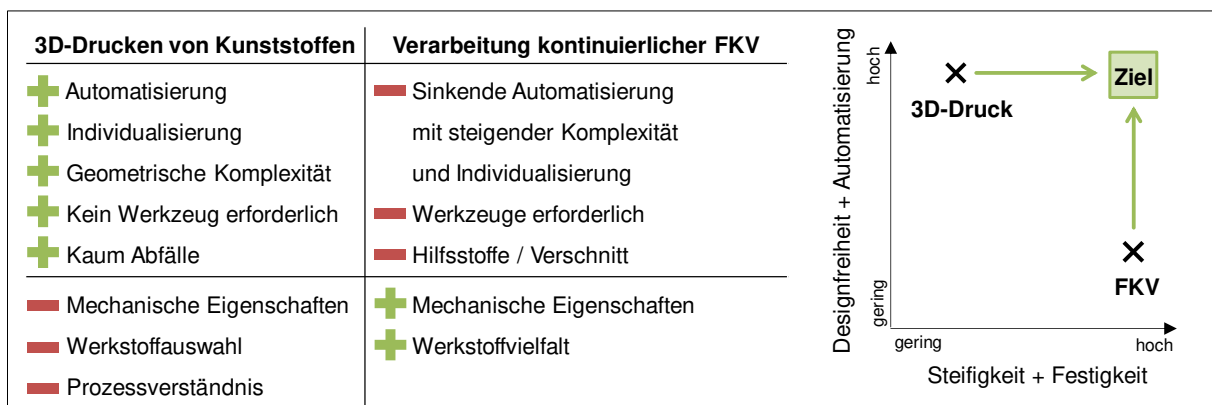 3D-Drucken von Kunststoffen
Automatisierung
Individualisierung
Geometrische Komplexität
Kein Werkzeug erforderlich
Kaum Abfälle
Mechanische Eigenschaften
Werkstoffauswahl
Prozessverständnis
Verarbeitung kontinuierlicher FKV
Sinkende Automatisierung
mit steigender Komplexität
und Individualisierung
Werkzeuge erforderlich
Hilfsstoffe / Verschnitt
Mechanische Eigenschaften
Werkstoffvielfalt
Designfreiheit + Automatisierung
hoch
gering
3D-Druck
Ziel
FKV
gering
hoch
Steifigkeit + Festigkeit